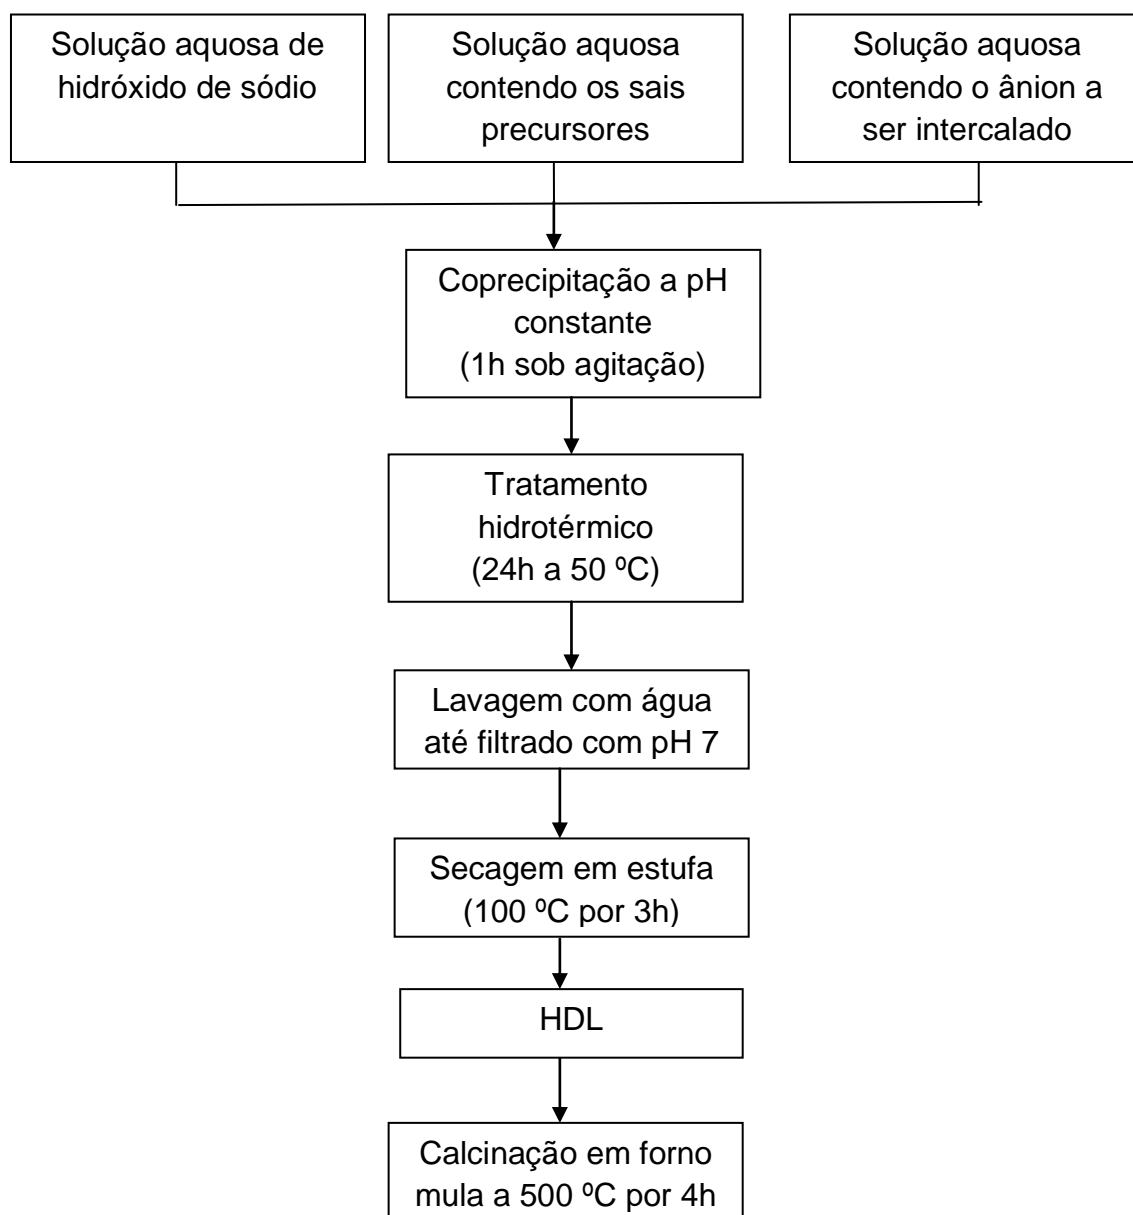 Solução aquosa de
hidróxido de sódio
Solução aquosa
contendo os sais
precursores
Solução aquosa
contendo o ânion a
ser intercalado
Coprecipitação a pH
constante
(1h sob agitação)
Tratamento
hidrotérmico
(24h a 50 ºC)
Lavagem com água
até filtrado com pH 7
Secagem em estufa
(100 ºC por 3h)
HDL
Calcinação em forno
mula a 500 ºC por 4h